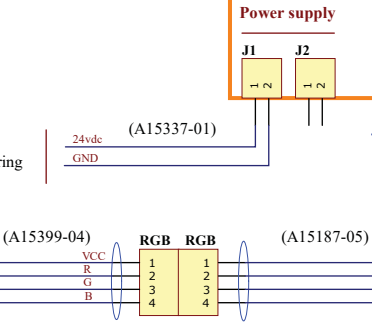 Power supply
J1 J2
1 2 1 2
(A15337-01)
24vdc
ring
GND
(A15399-04) RGB RGB (A15187-05)
VCC 1 1
R 2 2
G 3 3
B 4 4